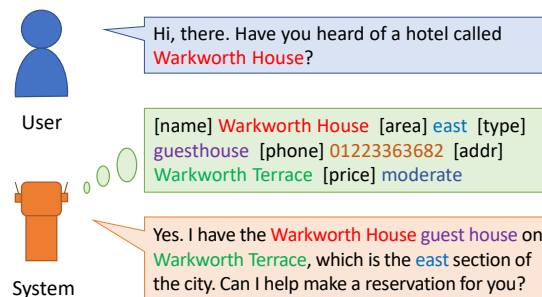 Hi, there. Have you heard of a hotel called
Warkworth House?
User
[name] Warkworth House [area] east [type]
guesthouse [phone] 01223363682 [addr]
Warkworth Terrace [price] moderate
Yes. I have the Warkworth House guest house on
Warkworth Terrace, which is the east section of
the city. Can I help make a reservation for you?
System